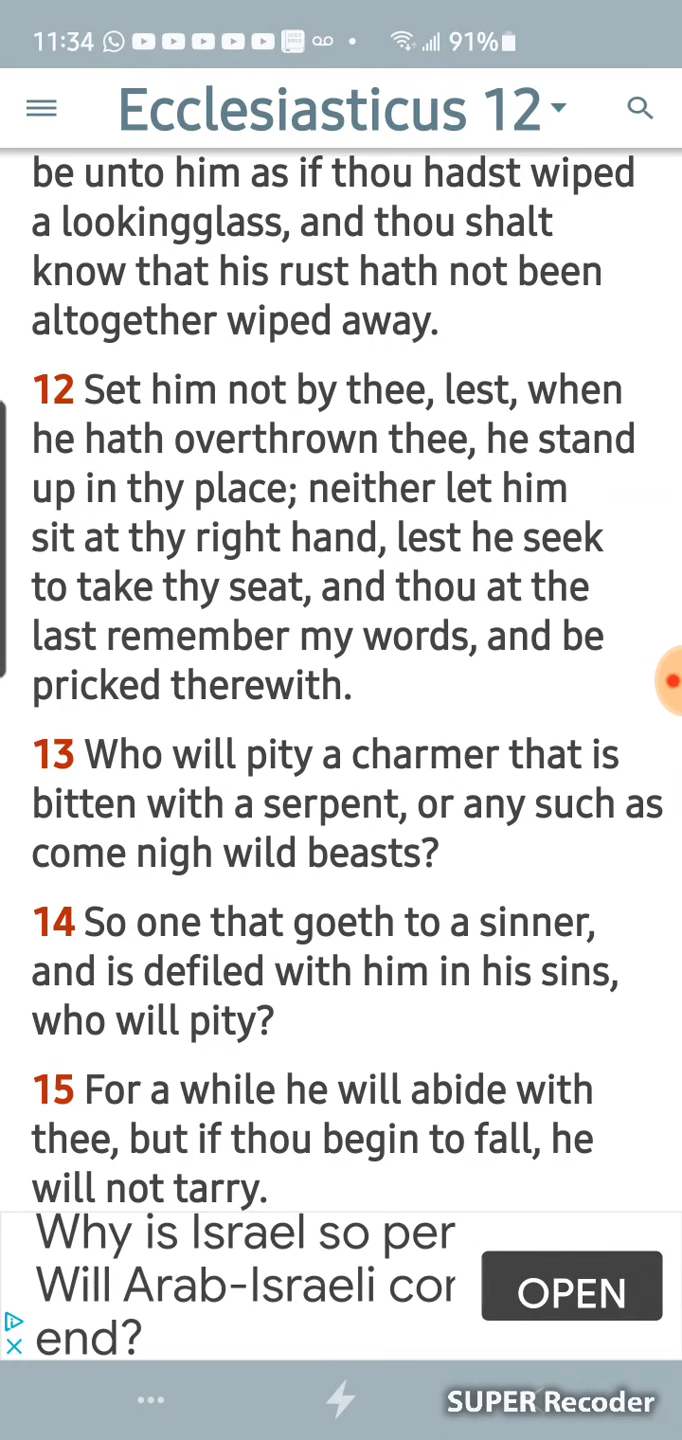 11:34 91%
Ecclesiasticus 12
be unto him as if thou hadst wiped
a lookingglass, and thou shalt
know that his rust hath not been
altogether wiped away.
12 Set him not by thee, lest, when
he hath overthrown thee, he stand
up in thy place; neither let him
sit at thy right hand, lest he seek
to take thy seat, and thou at the
last remember my words, and be
pricked therewith.
13 Who will pity a charmer that is
bitten with a serpent, or any such as
come nigh wild beasts?
14 So one that goeth to a sinner,
and is defiled with him in his sins,
who will pity?
15 For a while he will abide with
thee, but if thou begin to fall, he
will not tarry.
Why is Israel so per
Will Arab-Israeli cor
end?
OPEN
SUPER Recoder